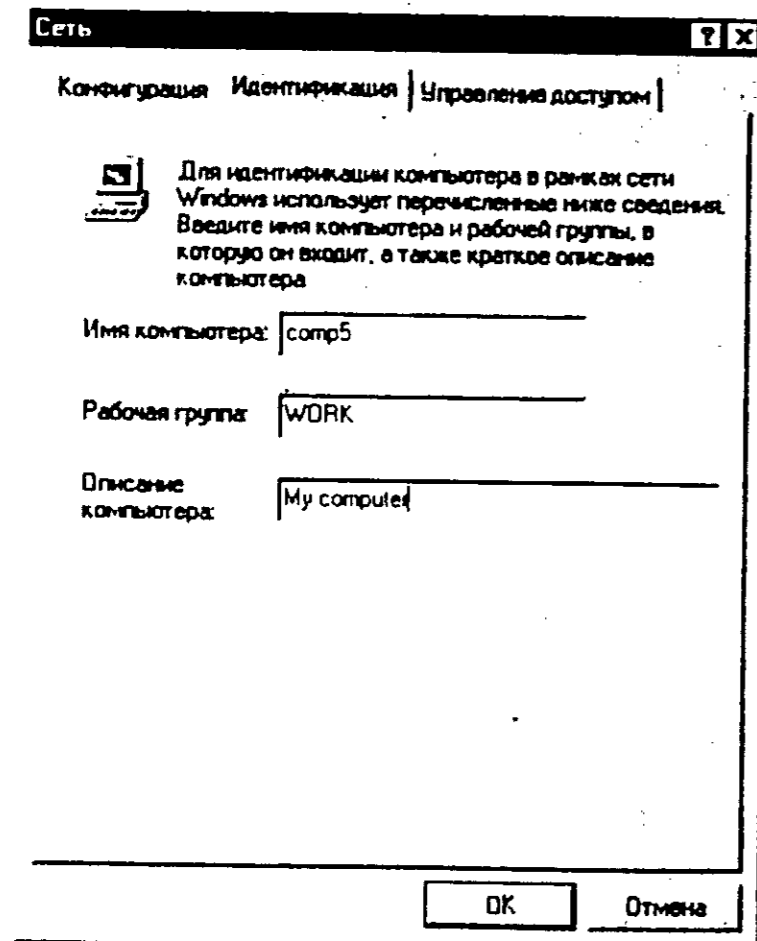 Сеть
Конфигурация Идентификация Управление доступом
Для идентификации компьютера в рамках сети
Windows использует перечисленные ниже сведения.
Введите имя компьютера и рабочей группы, в
которую он входит, а также краткое описание
компьютера
Имя компьютера: comp5
Рабочая группа: WORK
Описание
компьютера: My computer
OK Отмена